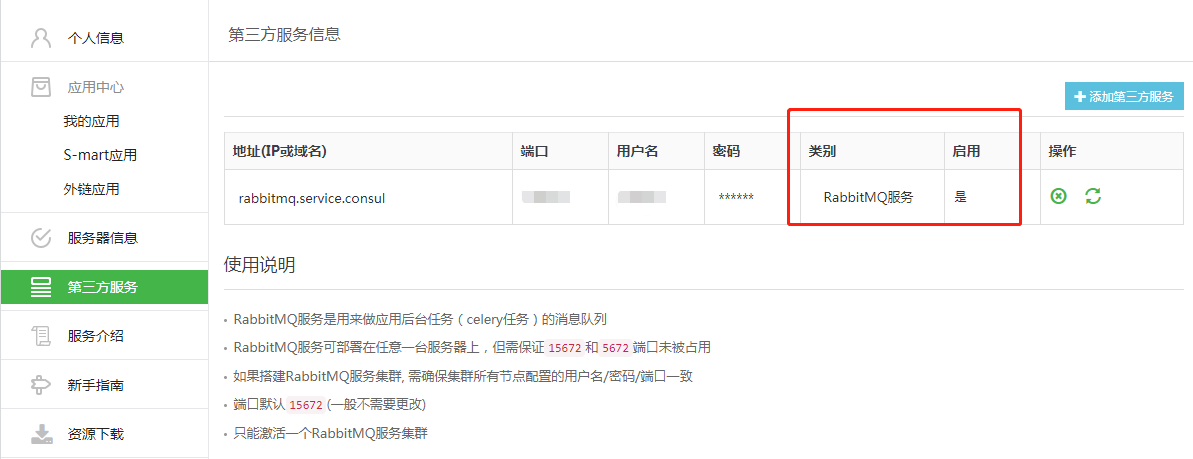 个人信息
应用中心
我的应用
S-mart应用
外链应用
服务器信息
第三方服务
服务介绍
新手指南
资源下载
第三方服务信息
添加第三方服务
地址(IP或域名) 端口 用户名 密码 类别 启用 操作
rabbitmq.service.consul ****** RabbitMQ服务 是
使用说明
• RabbitMQ服务是用来做应用后台任务（celery任务）的消息队列
• RabbitMQ服务可部署在任意一台服务器上，但需保证 15672 和 5672 端口未被占用
• 如果搭建RabbitMQ服务集群, 需确保集群所有节点配置的用户名/密码/端口一致
• 端口默认 15672 (一般不需要更改)
• 只能激活一个RabbitMQ服务集群